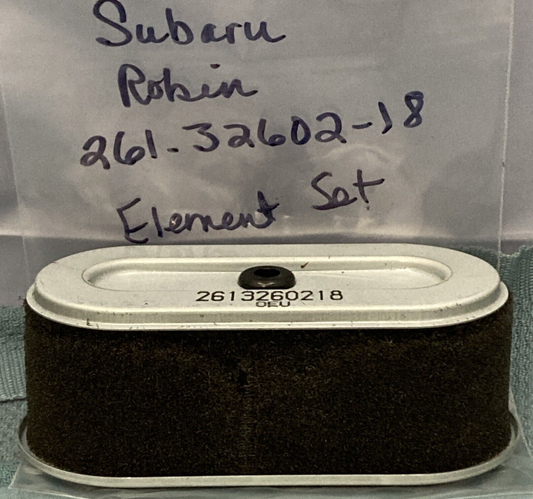 Subaru
Robin
261-32602-18
Element Set
2613260218
OEU